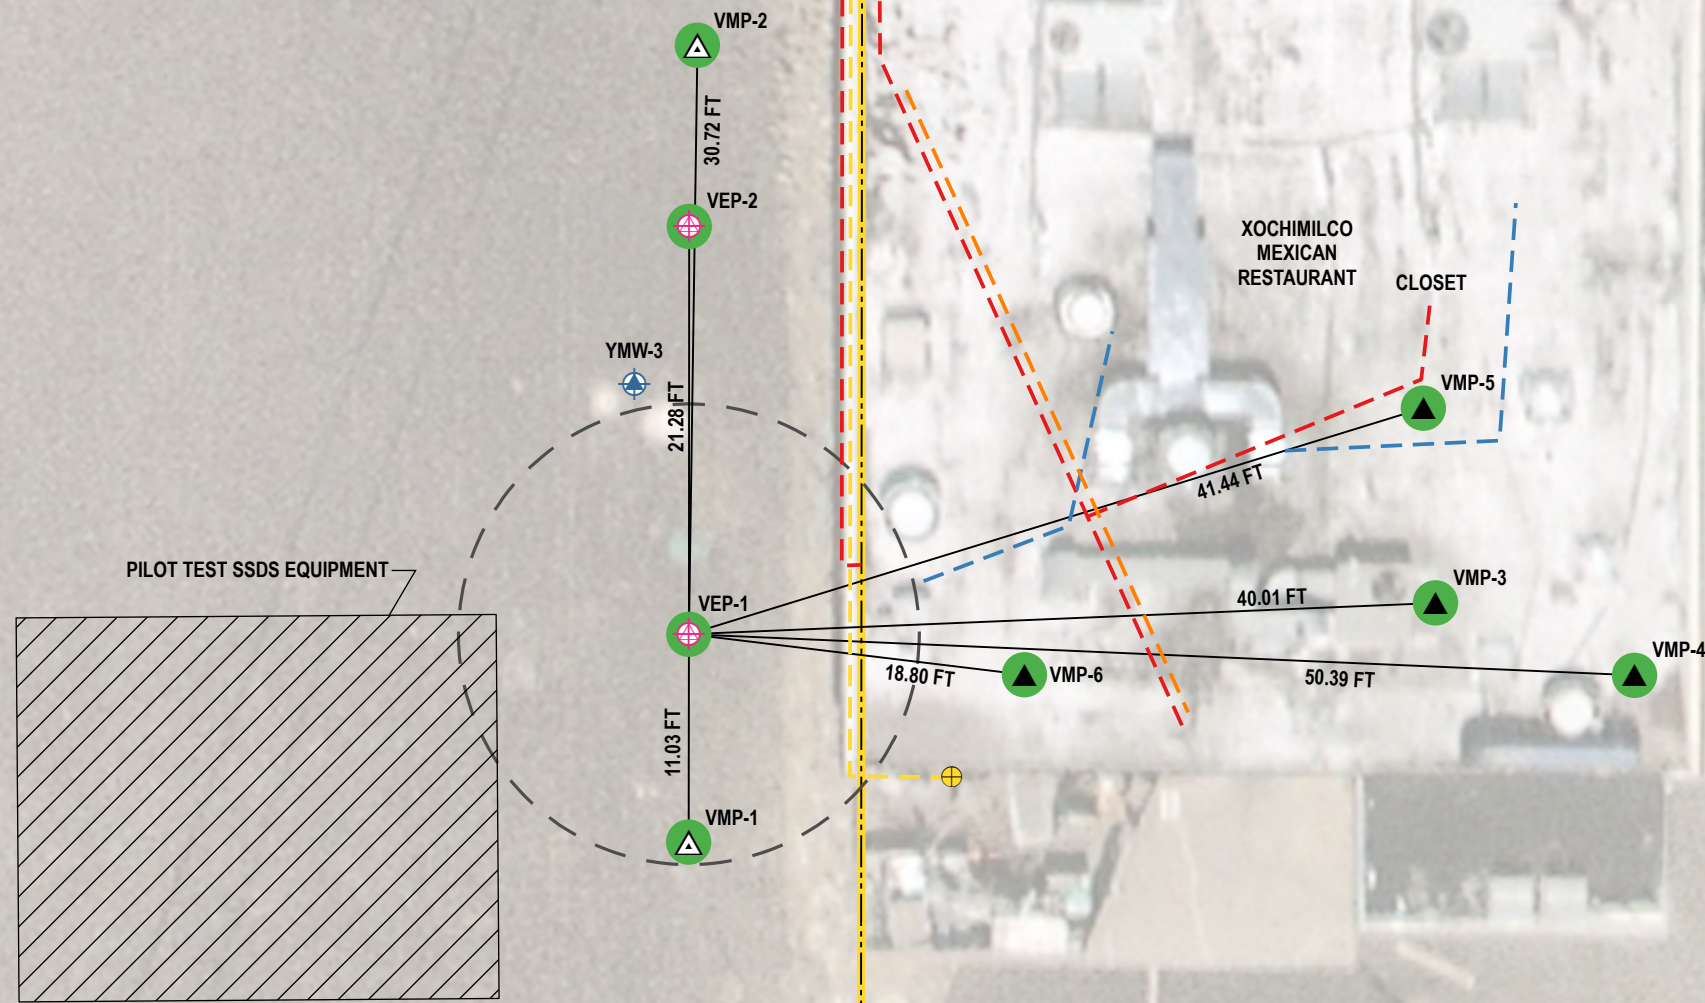 VMP-2
30.72 FT
VEP-2
XOCHIMILCO
MEXICAN
RESTAURANT
CLOSET
YMW-3
VMP-5
21.28 FT
41.44 FT
PILOT TEST SSDS EQUIPMENT
VEP-1
VMP-3
40.01 FT
VMP-4
18.80 FT
VMP-6
50.39 FT
11.03 FT
VMP-1